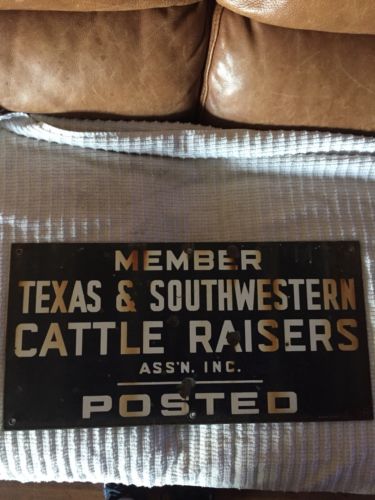 MEMBER
TEXAS & SOUTHWESTERN
CATTLE RAISERS
ASS'N. INC.
POSTED